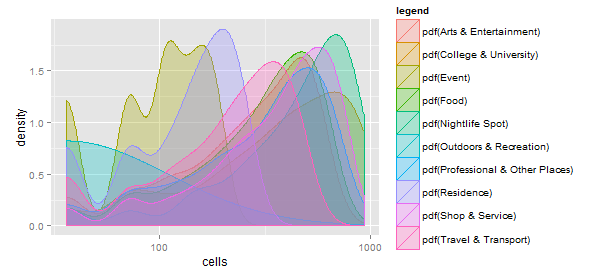 legend
pdf(Arts & Entertainment)
pdf(College & University)
pdf(Event)
pdf(Food)
pdf(Nightlife Spot)
pdf(Outdoors & Recreation)
pdf(Professional & Other Places)
pdf(Residence)
pdf(Shop & Service)
pdf(Travel & Transport)
density
1.5
1.0
0.5
0.0
100
1000
cells